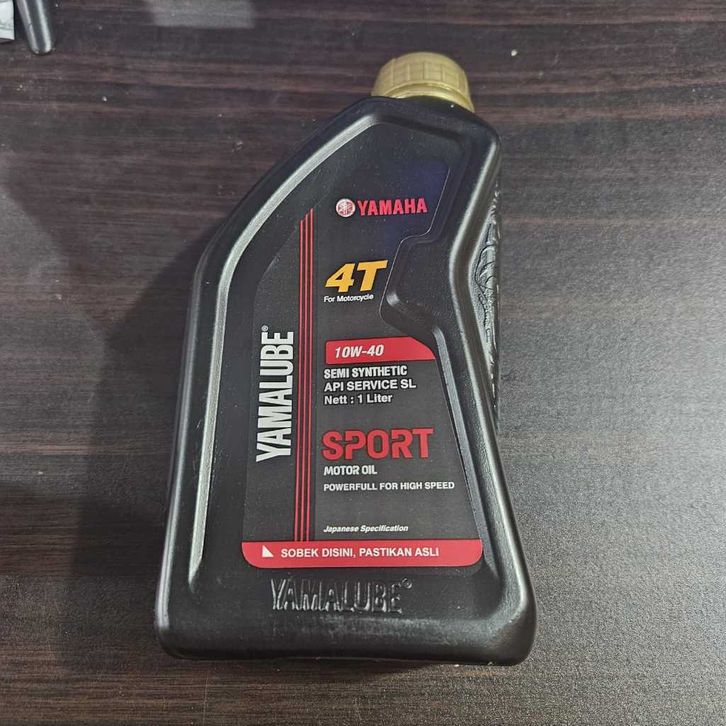 YAMAHA
4T
For Motorcycle
10W-40
SEMI SYNTHETIC
API SERVICE SL
Nett : 1 Liter
YAMALUBE®
SPORT
MOTOR OIL
POWERFULL FOR HIGH SPEED
Japanese Specification
SOBEK DISINI, PASTIKAN ASLI
YAMALUBE®